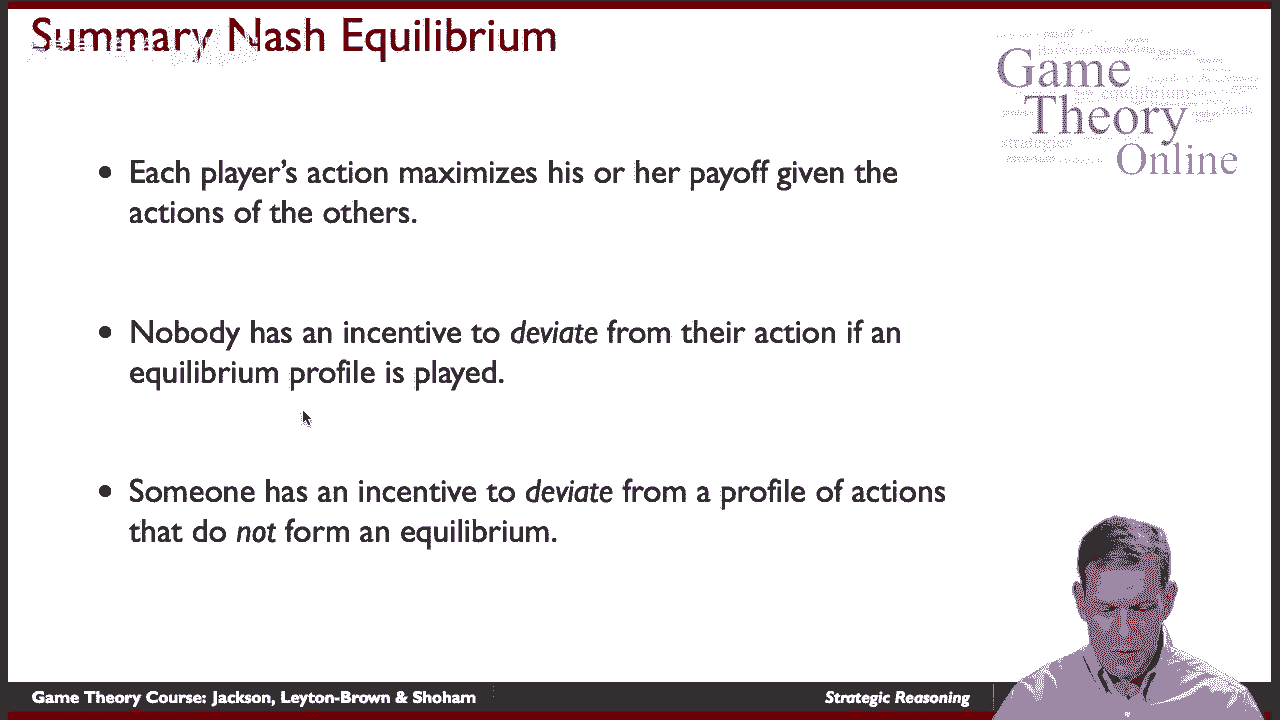 Summary Nash Equilibrium
Game
Theory
Online
• Each player's action maximizes his or her payoff given the
actions of the others.
• Nobody has an incentive to deviate from their action if an
equilibrium profile is played.
• Someone has an incentive to deviate from a profile of actions
that do not form an equilibrium.
Game Theory Course: Jackson, Leyton-Brown & Shoham
Strategic Reasoning